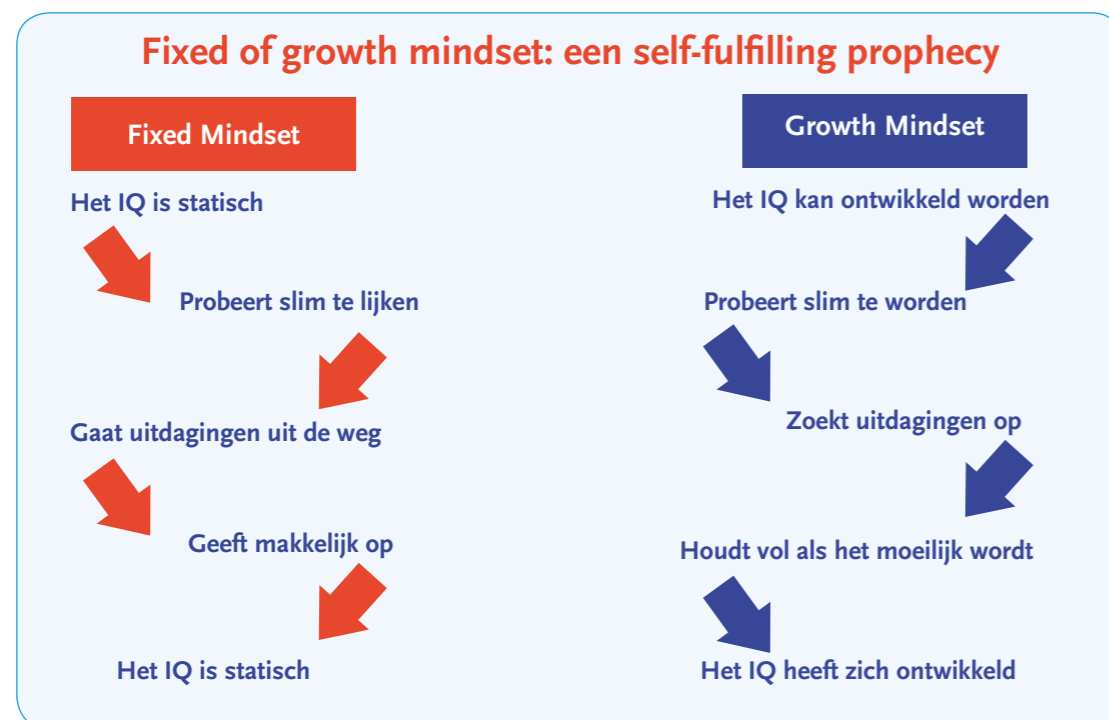 Fixed of growth mindset: een self-fulfilling prophecy
Fixed Mindset
Het IQ is statisch
Probeert slim te lijken
Gaat uitdagingen uit de weg
Geeft makkelijk op
Het IQ is statisch
Growth Mindset
Het IQ kan ontwikkeld worden
Probeert slim te worden
Zoekt uitdagingen op
Houdt vol als het moeilijk wordt
Het IQ heeft zich ontwikkeld